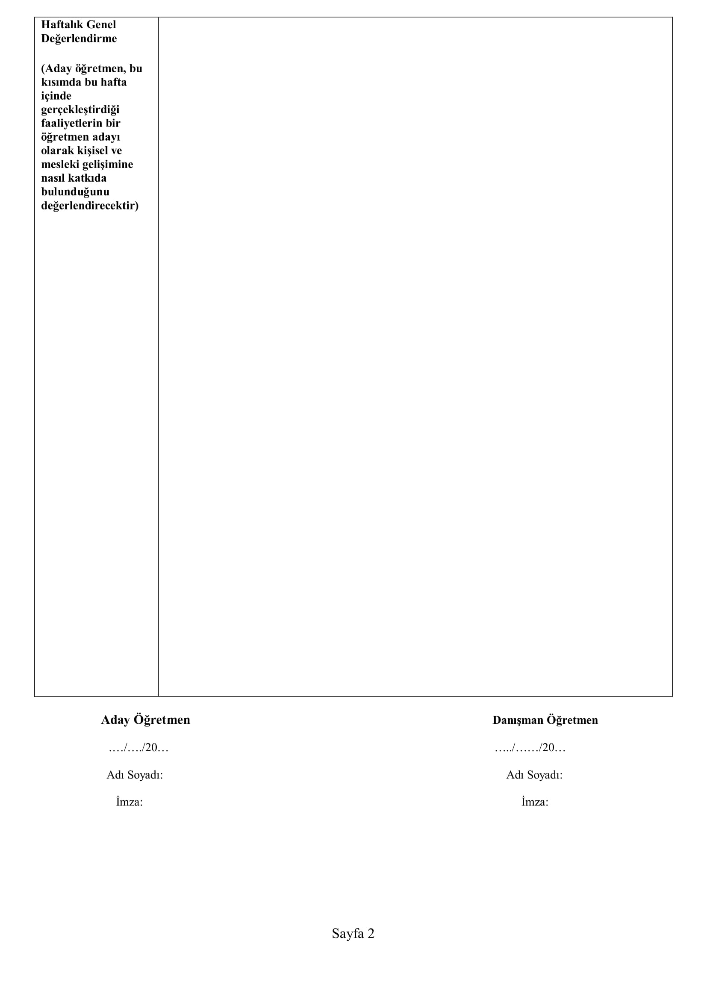 Haftalık Genel
Değerlendirme
(Aday öğretmen, bu
kısımda bu hafta
içinde
gerçekleştirdiği
faaliyetlerin bir
öğretmen adayı
olarak kişisel ve
mesleki gelişimine
nasıl katkıda
bulunduğunu
değerlendirecektir)
Aday Öğretmen
Danışman Öğretmen
.…/…./20…
…../……/20…
Adı Soyadı:
Adı Soyadı:
İmza:
İmza:
Sayfa 2